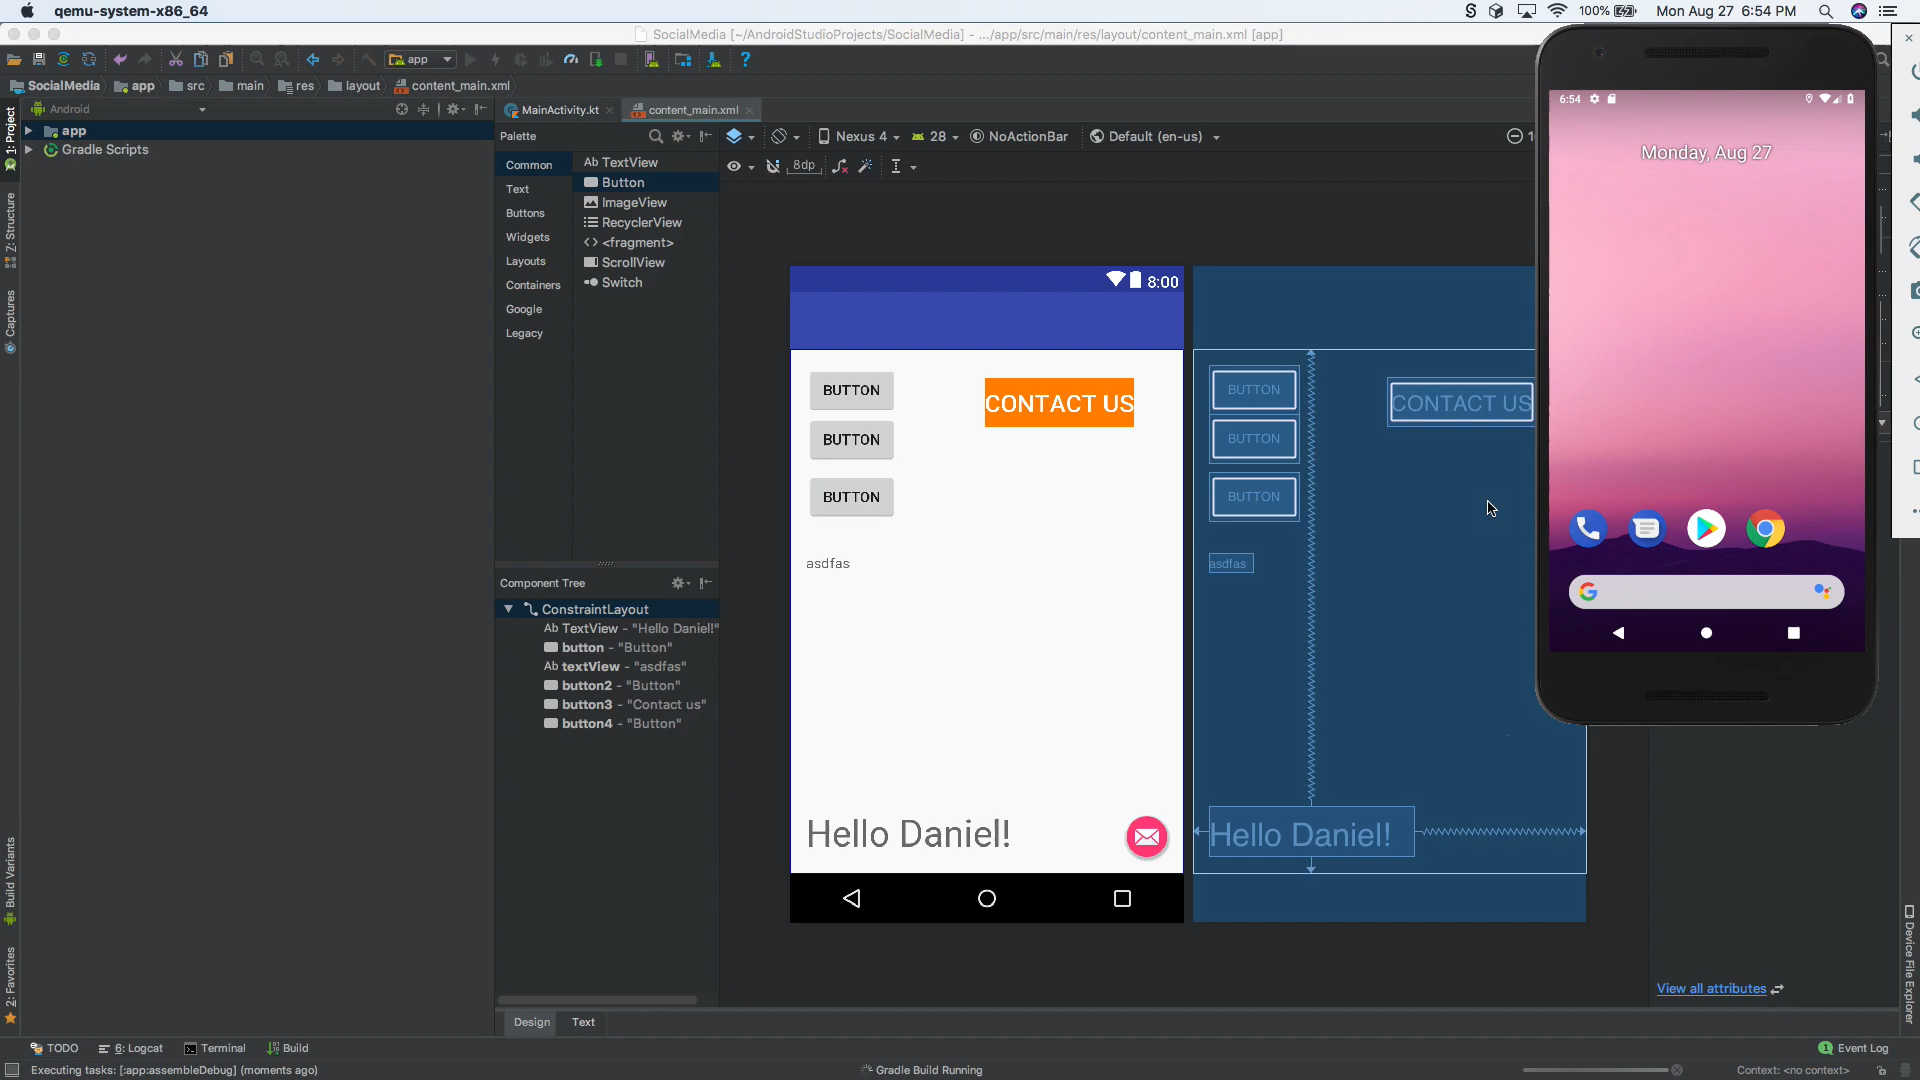 qemu-system-x86_64
100%
Mon Aug 27 6:54 PM
SocialMedia [~/AndroidStudioProjects/SocialMedia] - .../app/src/main/res/layout/content_main.xml [app]
app
SocialMedia
app
src
main
res
layout
content_main.xml
1: Project
Z: Structure
Captures
Build Variants
2: Favorites
Android
app
Gradle Scripts
MainActivity.kt
content_main.xml
Palette
Common
Text
Buttons
Widgets
Layouts
Containers
Google
Legacy
Ab TextView
Button
ImageView
RecyclerView
<fragment>
ScrollView
Switch
Nexus 4
28
NoActionBar
Default (en-us)
8dp
8:00
BUTTON
CONTACT US
BUTTON
BUTTON
asdfas
Hello Daniel!
BUTTON
CONTACT US
BUTTON
BUTTON
asdfas
Hello Daniel!
6:54
Monday, Aug 27
Component Tree
ConstraintLayout
Ab TextView - "Hello Daniel!"
button - "Button"
Ab textView - "asdfas"
button2 - "Button"
button3 - "Contact us"
button4 - "Button"
View all attributes
Device File Explorer
Design
Text
TODO
6: Logcat
Terminal
Build
1 Event Log
Executing tasks: [:app:assembleDebug] (moments ago)
Gradle Build Running
Context: <no context>